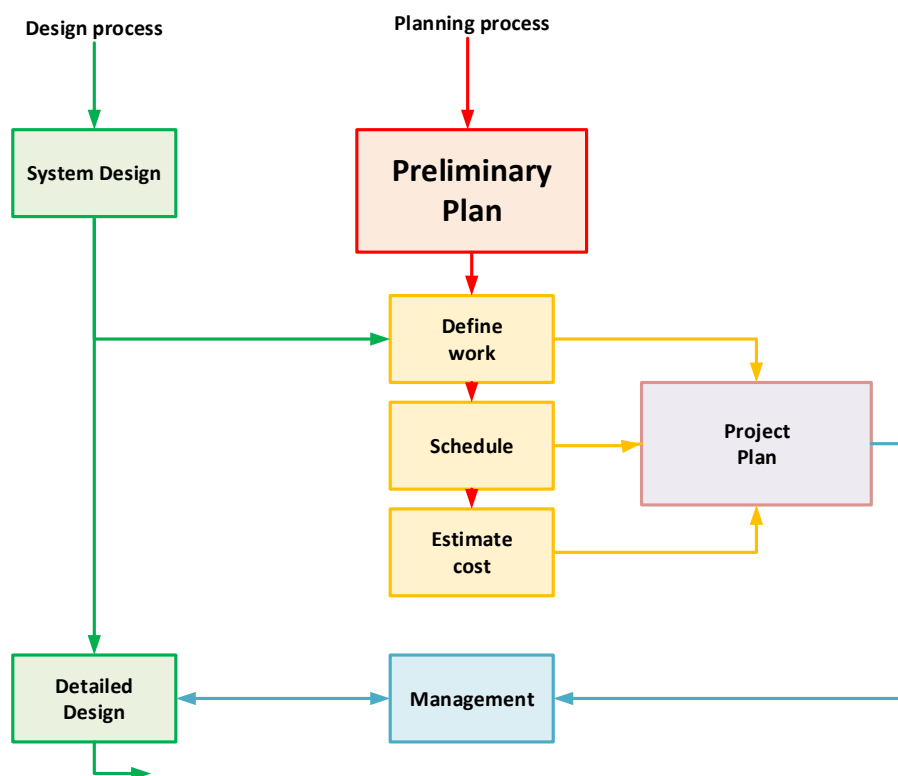 Design process
Planning process
System Design
Preliminary
Plan
Define
work
Schedule
Project
Plan
Estimate
cost
Detailed
Design
Management